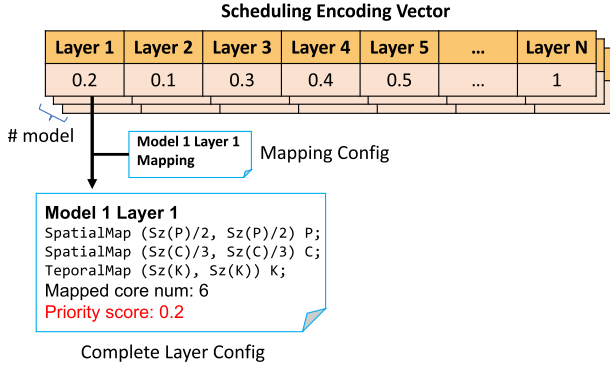 Scheduling Encoding Vector
Layer 1 Layer 2 Layer 3 Layer 4 Layer 5 ... Layer N
0.2 0.1 0.3 0.4 0.5 ... 1
# model
Model 1 Layer 1
Mapping
Mapping Config
Model 1 Layer 1
SpatialMap (Sz(P)/2, Sz(P)/2) P;
SpatialMap (Sz(C)/3, Sz(C)/3) C;
TeporalMap (Sz(K), Sz(K)) K;
Mapped core num: 6
Priority score: 0.2
Complete Layer Config